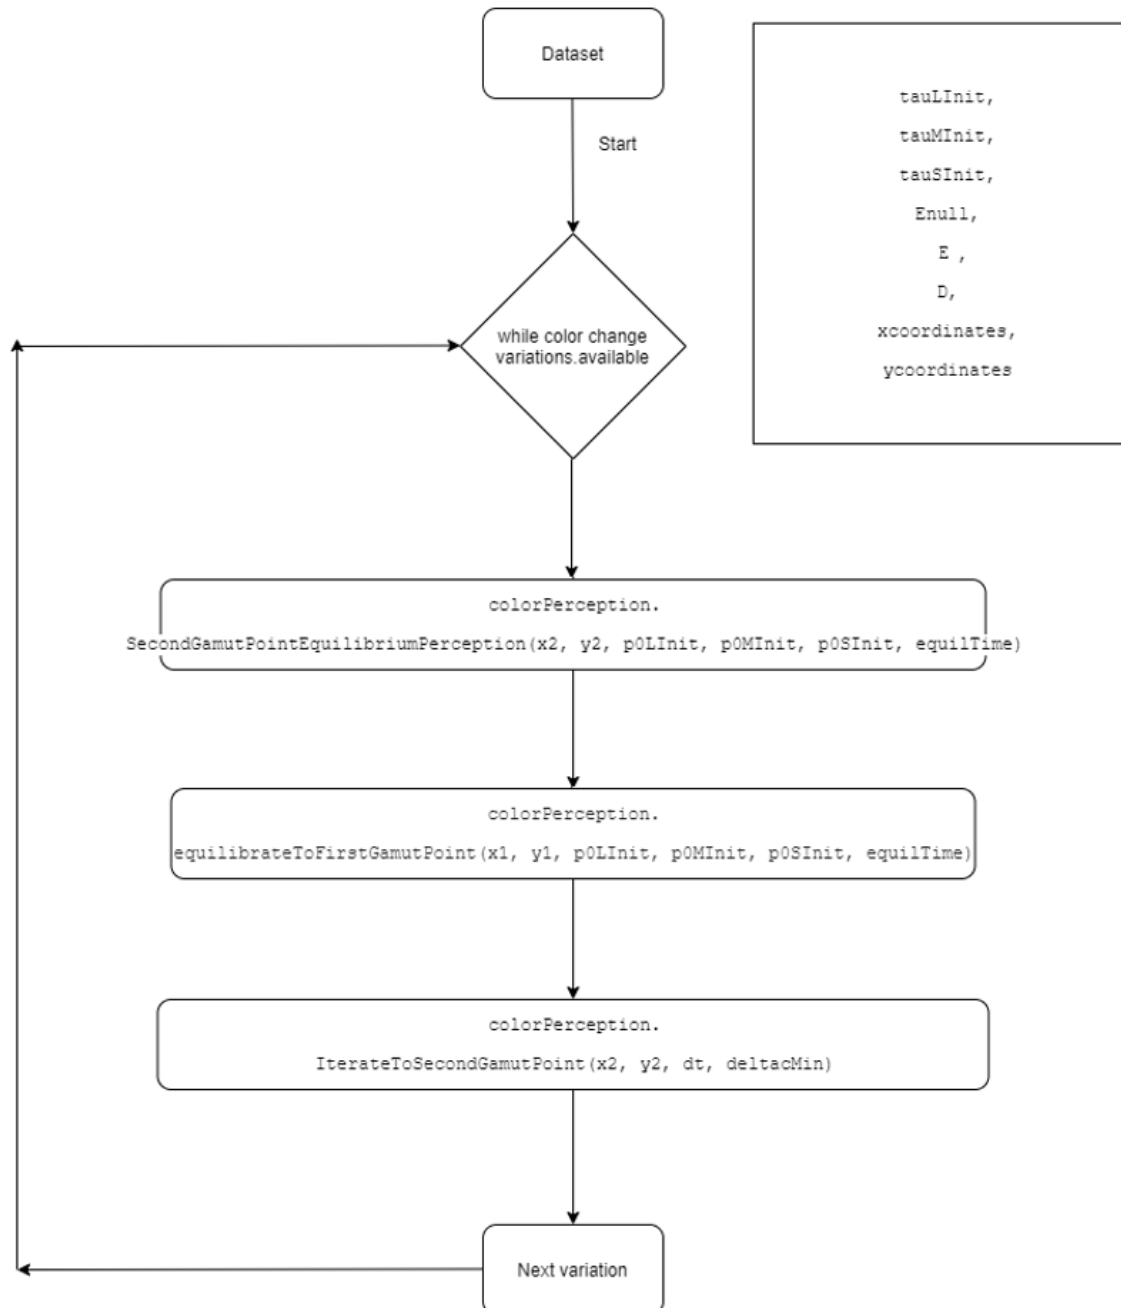 Dataset
Start
tauLInit,
tauMInit,
tauSInit,
Enull,
E ,
D,
xcoordinates,
ycoordinates
while color change
variations.available
colorPerception.
SecondGamutPointEquilibriumPerception(x2, y2, p0LInit, p0MInit, p0SInit, equilTime)
colorPerception.
equilibrateToFirstGamutPoint(x1, y1, p0LInit, p0MInit, p0SInit, equilTime)
colorPerception.
IterateToSecondGamutPoint(x2, y2, dt, deltacMin)
Next variation